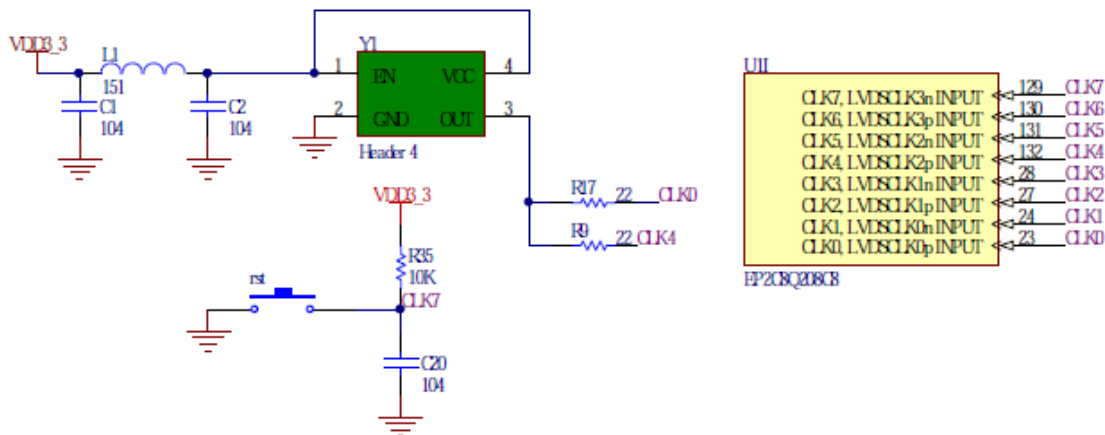 VDD3_3
L1
151
C1
104
C2
104
Y1
1 EN VCC 4
2 GND OUT 3
Header 4
R17 22 CLK0
R9 22 CLK4
VDD3_3
R35
10K
CLK7
rst
C20
104
U1I
CLK7, LVDSCLK3n INPUT 129 CLK7
CLK6, LVDSCLK3p INPUT 130 CLK6
CLK5, LVDSCLK2n INPUT 131 CLK5
CLK4, LVDSCLK2p INPUT 132 CLK4
CLK3, LVDSCLK1n INPUT 28 CLK3
CLK2, LVDSCLK1p INPUT 27 CLK2
CLK1, LVDSCLK0n INPUT 24 CLK1
CLK0, LVDSCLK0p INPUT 23 CLK0
EP2C8Q208C8